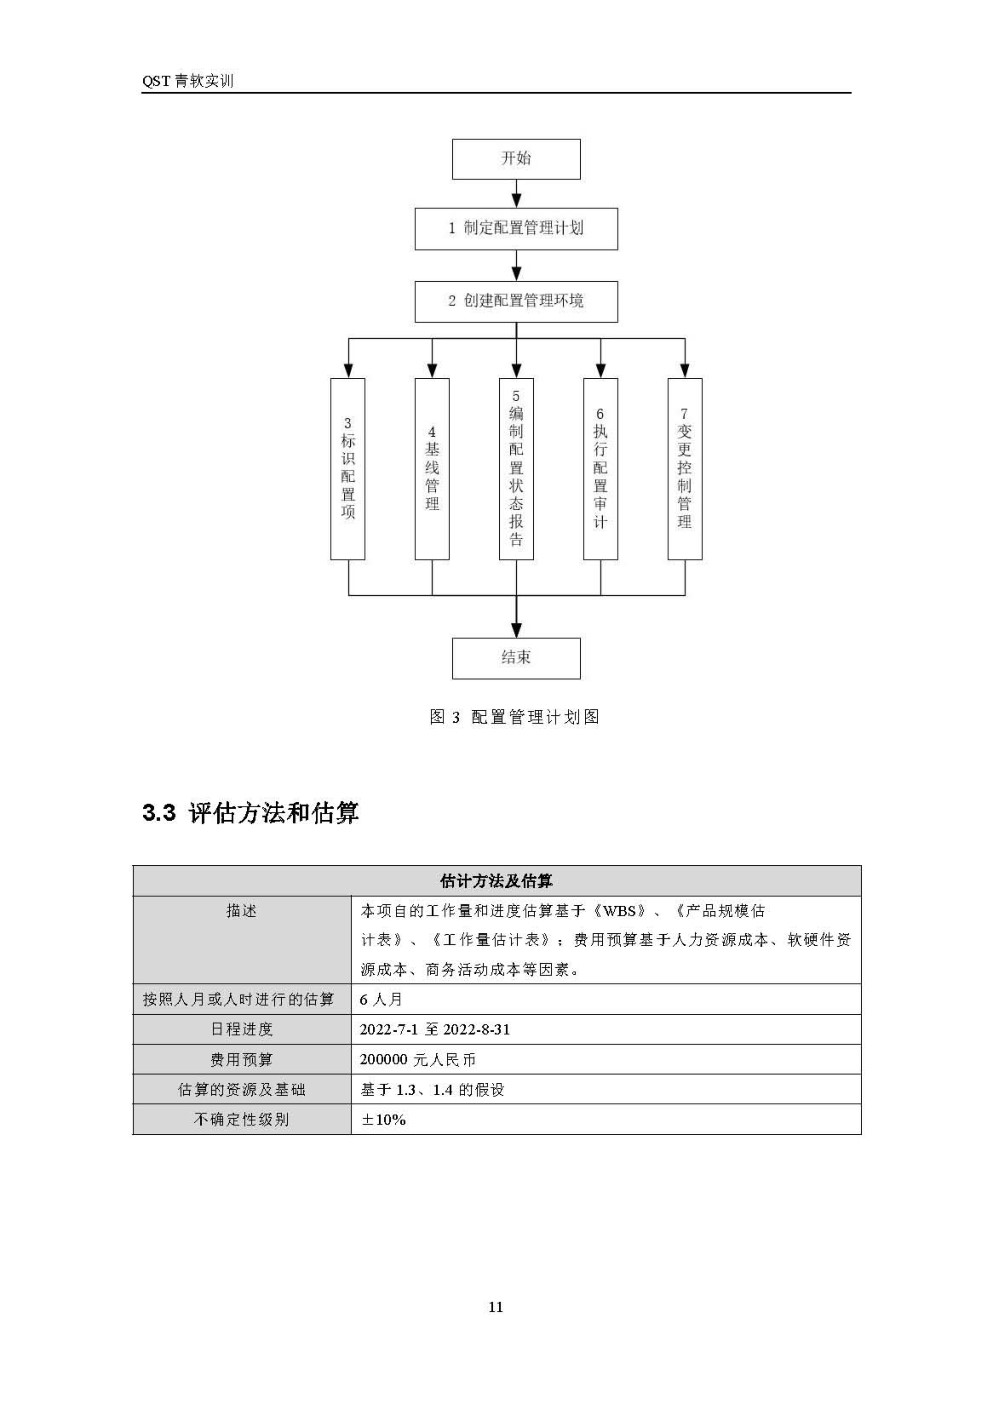 QST 青软实训
开始
1 制定配置管理计划
2 创建配置管理环境
3标识配置项
4基线管理
5编制配置状态报告
6执行配置审计
7变更控制管理
结束
图 3 配置管理计划图
3.3 评估方法和估算
估计方法及估算
描述
本项自的工作量和进度估算基于《WBS》、《产品规模估
计表》、《工作量估计表》；费用预算基于人力资源成本、软硬件资
源成本、商务活动成本等因素。
按照人月或人时进行的估算
6 人月
日程进度
2022-7-1 至 2022-8-31
费用预算
200000 元人民币
估算的资源及基础
基于 1.3、1.4 的假设
不确定性级别
±10%
11